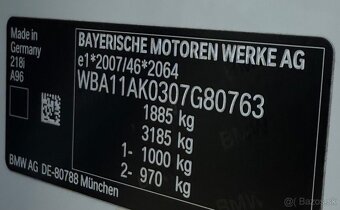 Made in
Germany
218i
A96
BAYERISCHE MOTOREN WERKE AG
e1*2007/46*2064
WBA11AK0307G80763
1885 kg
3185 kg
1- 1000 kg
2- 970 kg
BMW AG DE-80788 München
Bazos.sk